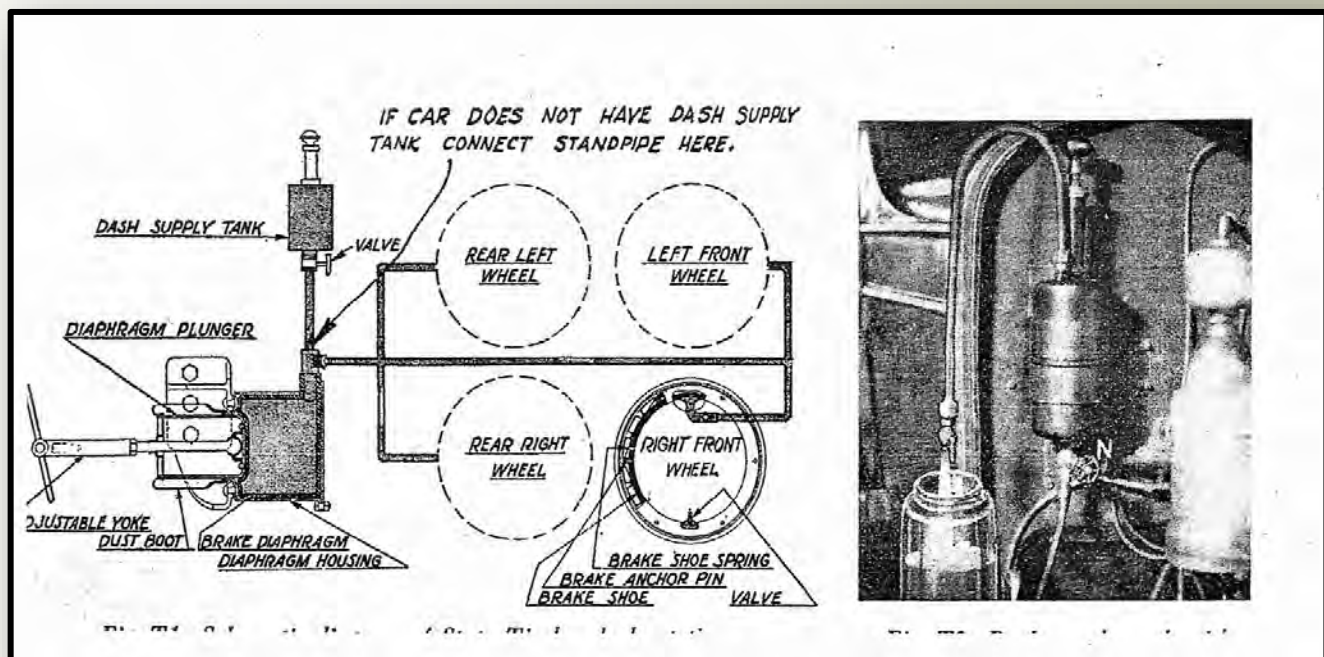 IF CAR DOES NOT HAVE DASH SUPPLY
TANK CONNECT STANDPIPE HERE.
DASH SUPPLY TANK
VALVE
REAR LEFT
WHEEL
LEFT FRONT
WHEEL
DIAPHRAGM PLUNGER
REAR RIGHT
WHEEL
RIGHT FRONT
WHEEL
DJUSTABLE YOKE
DUST BOOT
BRAKE DIAPHRAGM
DIAPHRAGM HOUSING
BRAKE SHOE SPRING
BRAKE ANCHOR PIN
BRAKE SHOE
VALVE
N